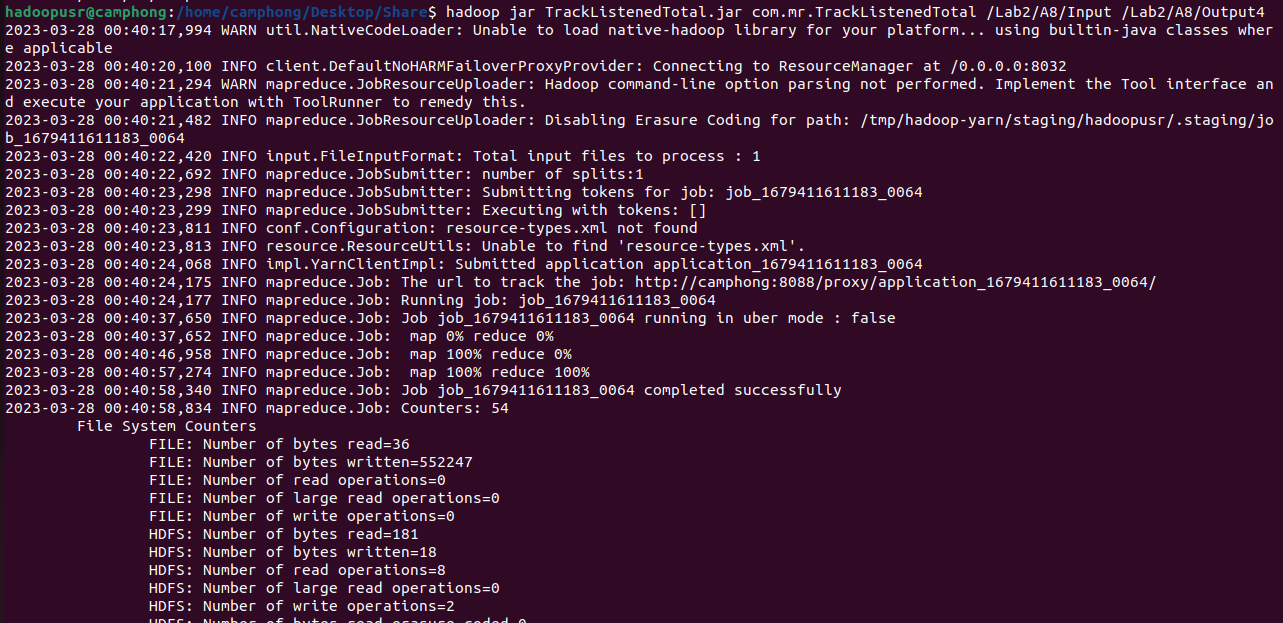 hadoopusr@camphong:/home/camphong/Desktop/Share$ hadoop jar TrackListenedTotal.jar com.mr.TrackListenedTotal /Lab2/A8/Input /Lab2/A8/Output4
2023-03-28 00:40:17,994 WARN util.NativeCodeLoader: Unable to load native-hadoop library for your platform... using builtin-java classes wher
e applicable
2023-03-28 00:40:20,100 INFO client.DefaultNoHARMFailoverProxyProvider: Connecting to ResourceManager at /0.0.0.0:8032
2023-03-28 00:40:21,294 WARN mapreduce.JobResourceUploader: Hadoop command-line option parsing not performed. Implement the Tool interface an
d execute your application with ToolRunner to remedy this.
2023-03-28 00:40:21,482 INFO mapreduce.JobResourceUploader: Disabling Erasure Coding for path: /tmp/hadoop-yarn/staging/hadoopusr/.staging/jo
b_1679411611183_0064
2023-03-28 00:40:22,420 INFO input.FileInputFormat: Total input files to process : 1
2023-03-28 00:40:22,692 INFO mapreduce.JobSubmitter: number of splits:1
2023-03-28 00:40:23,298 INFO mapreduce.JobSubmitter: Submitting tokens for job: job_1679411611183_0064
2023-03-28 00:40:23,299 INFO mapreduce.JobSubmitter: Executing with tokens: []
2023-03-28 00:40:23,811 INFO conf.Configuration: resource-types.xml not found
2023-03-28 00:40:23,813 INFO resource.ResourceUtils: Unable to find 'resource-types.xml'.
2023-03-28 00:40:24,068 INFO impl.YarnClientImpl: Submitted application application_1679411611183_0064
2023-03-28 00:40:24,175 INFO mapreduce.Job: The url to track the job: http://camphong:8088/proxy/application_1679411611183_0064/
2023-03-28 00:40:24,177 INFO mapreduce.Job: Running job: job_1679411611183_0064
2023-03-28 00:40:37,650 INFO mapreduce.Job: Job job_1679411611183_0064 running in uber mode : false
2023-03-28 00:40:37,652 INFO mapreduce.Job:  map 0% reduce 0%
2023-03-28 00:40:46,958 INFO mapreduce.Job:  map 100% reduce 0%
2023-03-28 00:40:57,274 INFO mapreduce.Job:  map 100% reduce 100%
2023-03-28 00:40:58,340 INFO mapreduce.Job: Job job_1679411611183_0064 completed successfully
2023-03-28 00:40:58,834 INFO mapreduce.Job: Counters: 54
File System Counters
FILE: Number of bytes read=36
FILE: Number of bytes written=552247
FILE: Number of read operations=0
FILE: Number of large read operations=0
FILE: Number of write operations=0
HDFS: Number of bytes read=181
HDFS: Number of bytes written=18
HDFS: Number of read operations=8
HDFS: Number of large read operations=0
HDFS: Number of write operations=2
HDFS: Number of bytes read erasure-coded=0